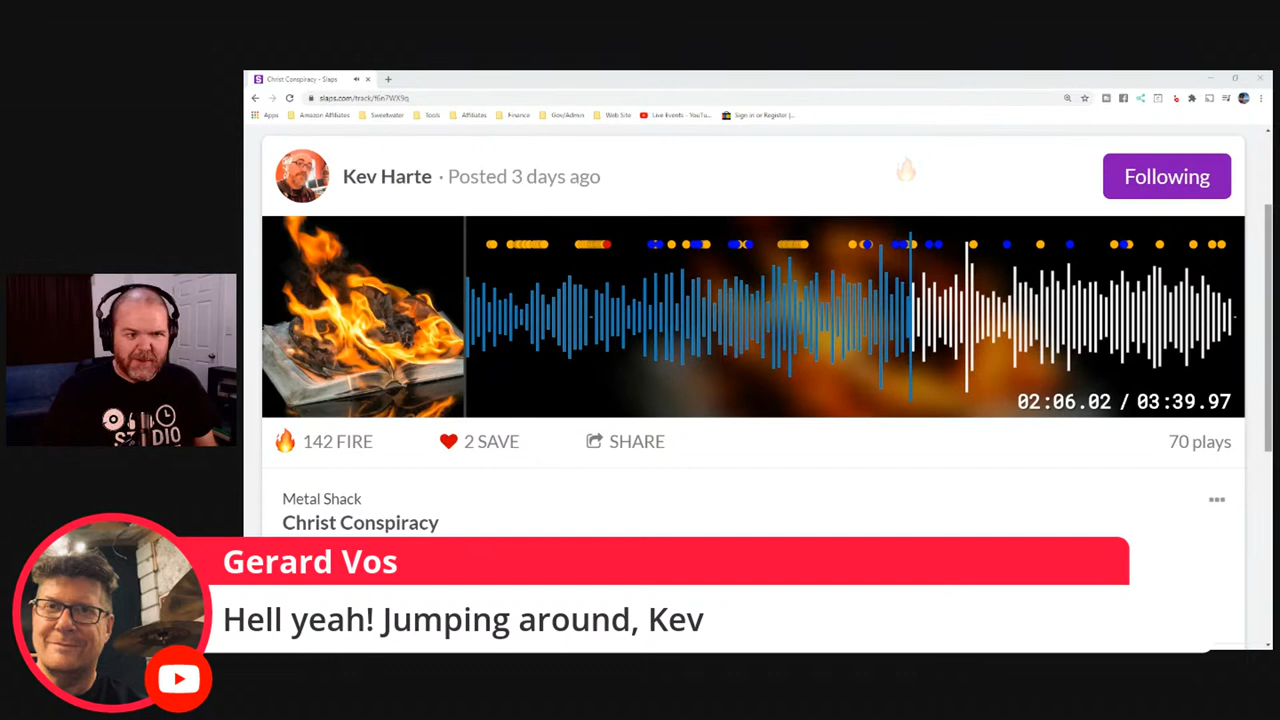 Christ Conspiracy - Slaps
slaps.com/track/f6n7WX9q
Apps Amazon Affiliates Sweetwater Tools Affiliates Finance Gov/Admin Web Site Live Events - YouTu... Sign in or Register |...
Kev Harte · Posted 3 days ago
Following
02:06.02 / 03:39.97
142 FIRE 2 SAVE SHARE 70 plays
Metal Shack
Christ Conspiracy
Gerard Vos
Hell yeah! Jumping around, Kev